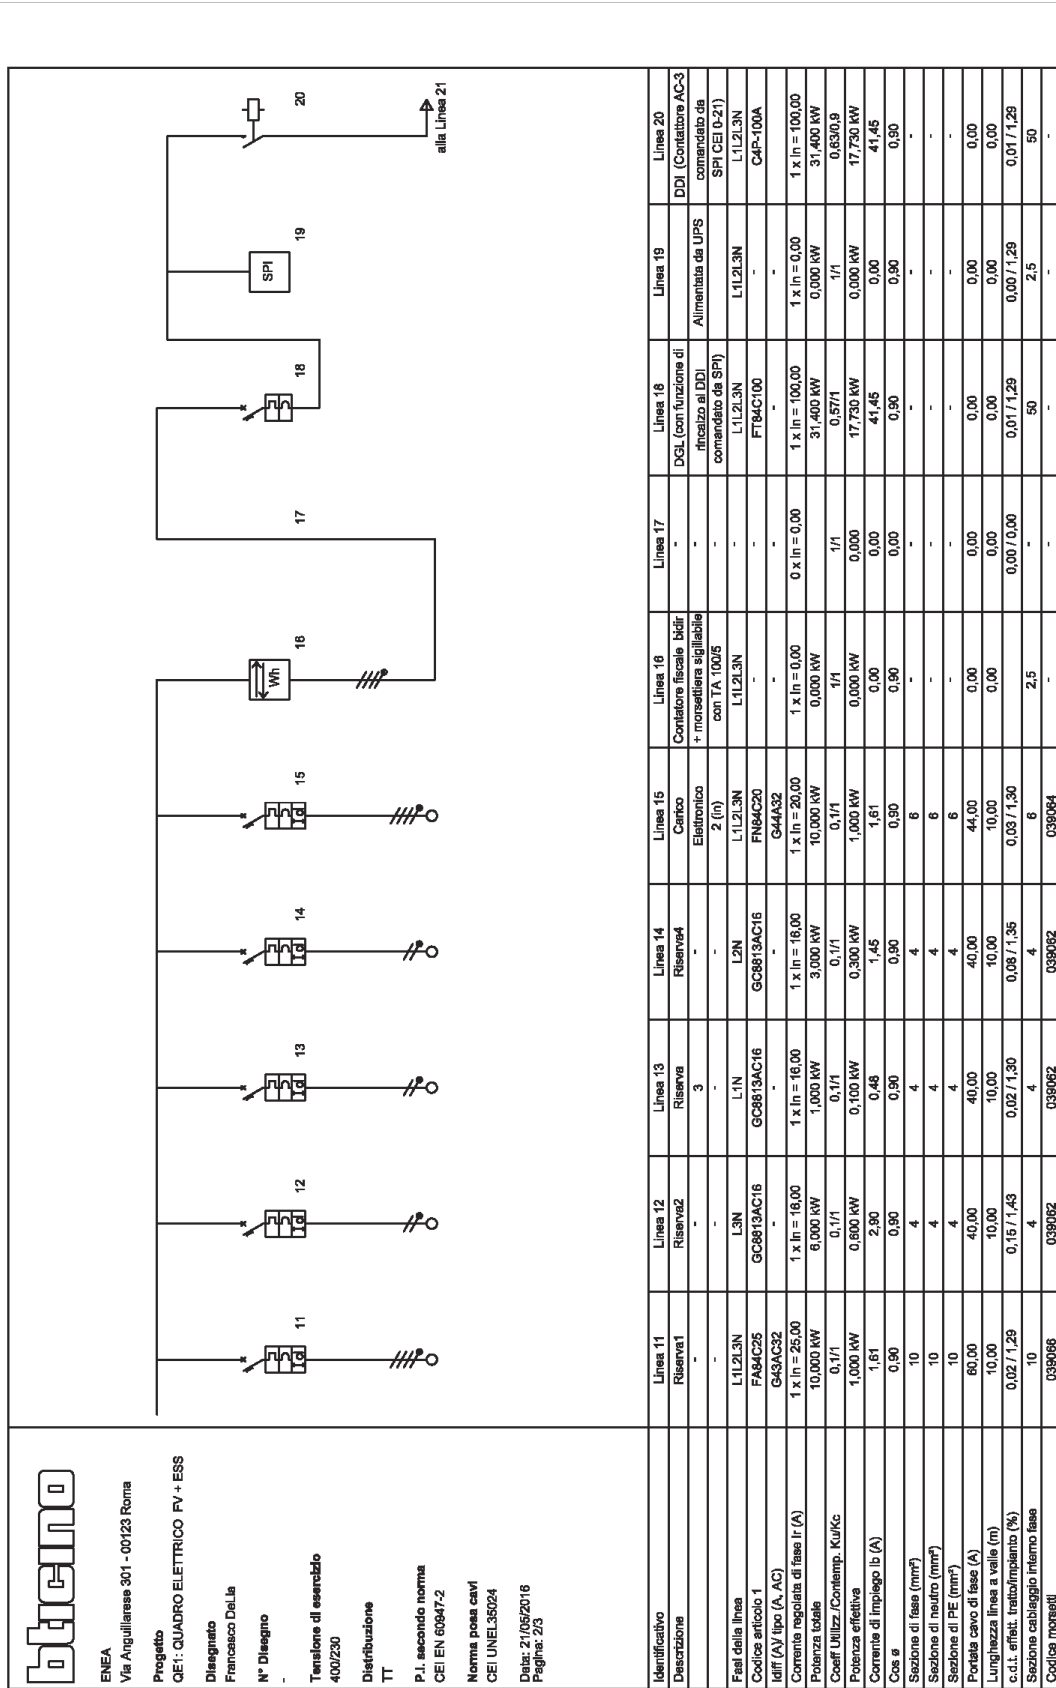 bticino
ENEA
Via Anguillarese 301 - 00123 Roma
Progetto
QE1: QUADRO ELETTRICO FV + ESS
Disegnato
Francasco DeLia
N° Disegno
-
Tensione di esercizio
400/230
Distribuzione
TT
P.I. secondo norma
CEI EN 60947-2
Norma posa cavi
CEI UNEL35024
Data: 21/05/2016
Pagina: 2/3
11
12
13
14
15
Wh
16
17
18
SPI
19
20
alla Linea 21
Identificativo Linea 11 Linea 12 Linea 13 Linea 14 Linea 15 Linea 16 Linea 17 Linea 18 Linea 19 Linea 20
Descrizione Riserva1 Riserva2 Riserva Riserva4 Carico Contatore fiscale bidir - DGL (con funzione di DDI (Contattore AC-3
- - 3 - Elettronico + morsettiera sigillabile - rincalzo al DDI Alimentata da UPS comandato da
- - - - 2 (in) con TA 100/5 - comandato da SPI) SPI CEI 0-21)
Fasi della linea L1L2L3N L3N L1N L2N L1L2L3N L1L2L3N - L1L2L3N L1L2L3N L1L2L3N
Codice articolo 1 FA84C25 GC8813AC16 GC8813AC16 GC8813AC16 FN84C20 - - FT84C100 - C4P-100A
Idiff (A)/ tipo (A, AC) G43AC32 - - - G44A32 - - -
Corrente regolata di fase Ir (A) 1 x In = 25,00 1 x In = 16,00 1 x In = 16,00 1 x In = 16,00 1 x In = 20,00 1 x In = 0,00 0 x In = 0,00 1 x In = 100,00 1 x In = 0,00 1 x In = 100,00
Potenza totale 10,000 kW 6,000 kW 1,000 kW 3,000 kW 10,000 kW 0,000 kW 31,400 kW 0,000 kW 31,400 kW
Coeff Utilizz./Contemp. Ku/Kc 0,1/1 0,1/1 0,1/1 0,1/1 0,1/1 1/1 1/1 0,57/1 1/1 0,63/0,9
Potenza effettiva 1,000 kW 0,600 kW 0,100 kW 0,300 kW 1,000 kW 0,000 kW 0,000 17,730 kW 0,000 kW 17,730 kW
Corrente di impiego Ib (A) 1,61 2,90 0,48 1,45 1,61 0,00 0,00 41,45 0,00 41,45
Cos ø 0,90 0,90 0,90 0,90 0,90 0,90 0,00 0,90 0,90 0,90
Sezione di fase (mm²) 10 4 4 4 6 - - - - -
Sezione di neutro (mm²) 10 4 4 4 6 - - - - -
Sezione di PE (mm²) 10 4 4 4 6 - - - - -
Portata cavo di fase (A) 60,00 40,00 40,00 40,00 44,00 0,00 0,00 0,00 0,00 0,00
Lunghezza linea a valle (m) 10,00 10,00 10,00 10,00 10,00 0,00 0,00 0,00 0,00 0,00
c.d.t. effett. tratto/impianto (%) 0,02 / 1,29 0,15 / 1,43 0,02 / 1,30 0,08 / 1,35 0,03 / 1,30 0,00 / 0,00 0,01 / 1,29 0,00 / 1,29 0,01 / 1,29
Sezione cablaggio interno fase 10 4 4 4 6 2,5 - 50 2,5 50
Codice morsetti 039066 039062 039062 039062 039064 - - - - -